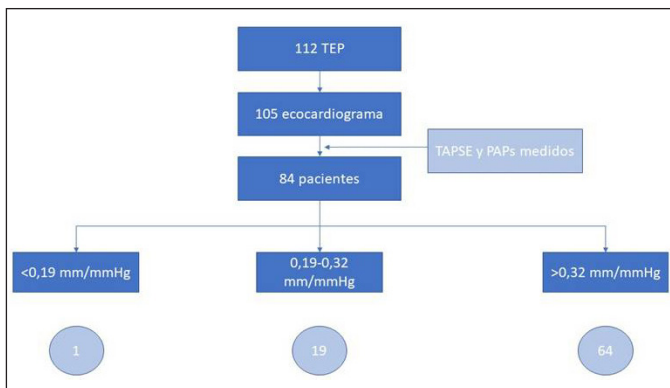 112 TEP
105 ecocardiograma
TAPSE y PAPs medidos
84 pacientes
<0,19 mm/mmHg
0,19-0,32
mm/mmHg
>0,32 mm/mmHg
1
19
64